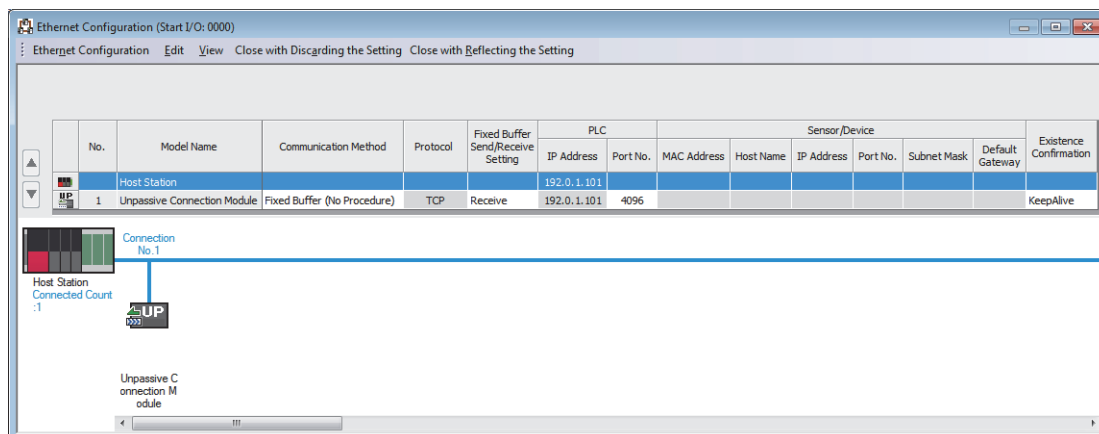 Ethernet Configuration (Start I/O: 0000)
Ethernet Configuration Edit View Close with Discarding the Setting Close with Reflecting the Setting
No. Model Name Communication Method Protocol Fixed Buffer Send/Receive Setting PLC Sensor/Device Existence Confirmation
IP Address Port No. MAC Address Host Name IP Address Port No. Subnet Mask Default Gateway
Host Station 192.0.1.101
UP 1 Unpassive Connection Module Fixed Buffer (No Procedure) TCP Receive 192.0.1.101 4096 KeepAlive
Connection
No.1
Host Station
Connected Count
:1
UP
Unpassive C
onnection M
odule